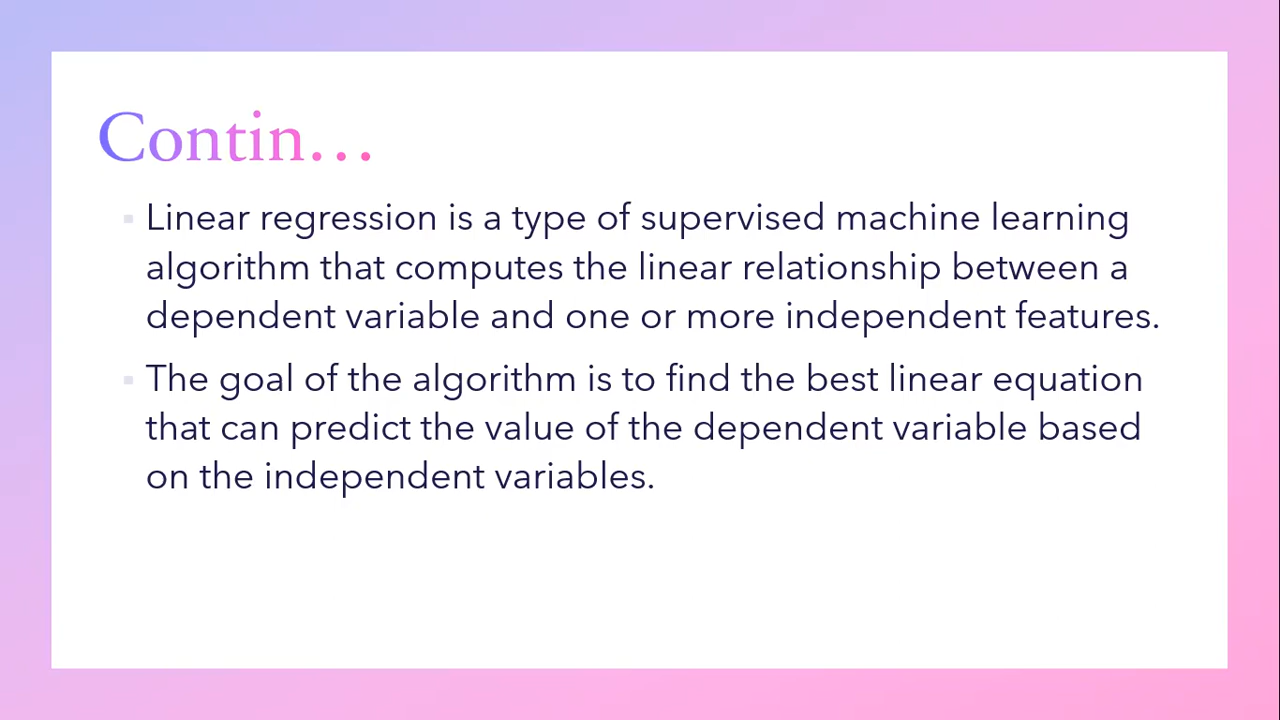 Contin…
Linear regression is a type of supervised machine learning
algorithm that computes the linear relationship between a
dependent variable and one or more independent features.
The goal of the algorithm is to find the best linear equation
that can predict the value of the dependent variable based
on the independent variables.